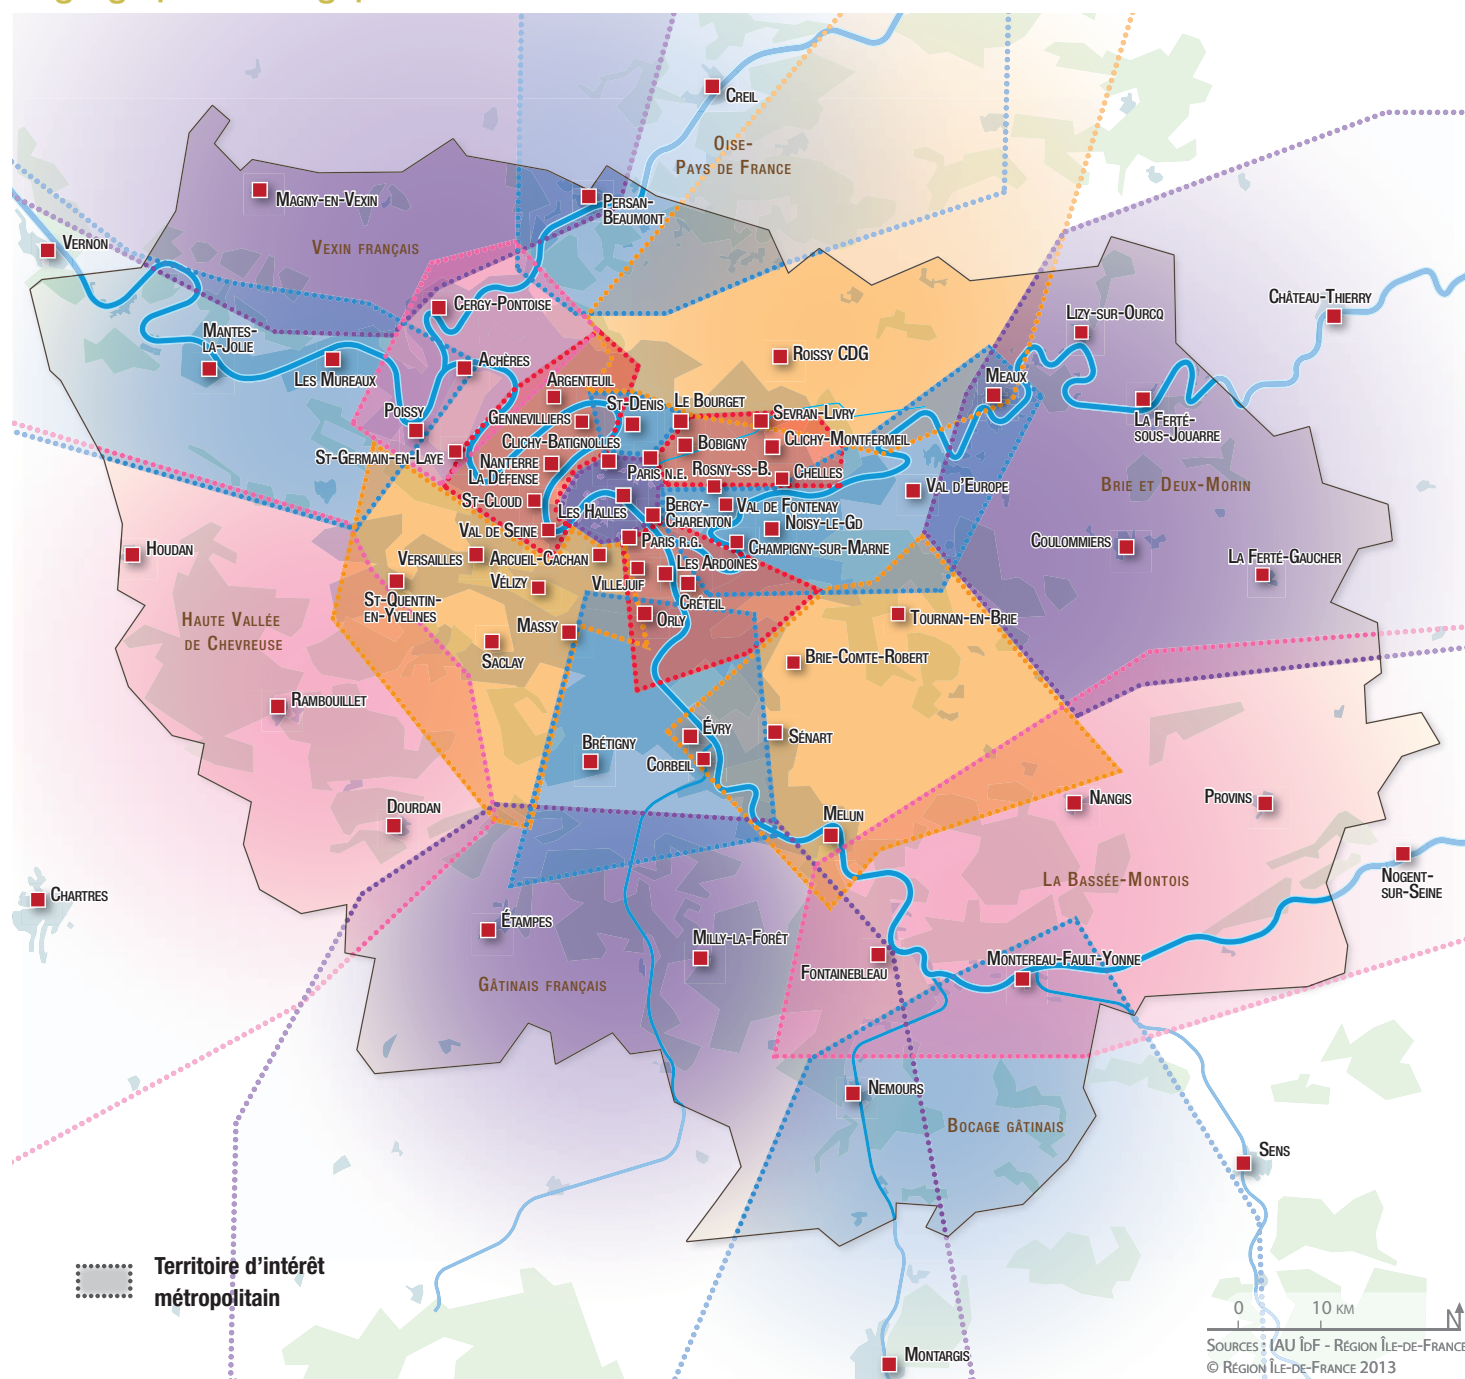 Creil
Oise-
Pays de France
Magny-en-Vexin
Persan-
Beaumont
Vernon
Vexin français
Cergy-Pontoise
Château-Thierry
Lizy-sur-Ourcq
Mantes-
la-Jolie
Les Mureaux
Achères
Roissy CDG
Argenteuil
Meaux
Poissy
Gennevilliers
St-Denis
Le Bourget
Sevran-Livry
La Ferté-
sous-Jouarre
Clichy-Batignolles
Bobigny
Clichy-Montfermeil
St-Germain-en-Laye
Nanterre
La Défense
Paris n.e.
Rosny-ss-B.
Chelles
Brie et Deux-Morin
Val d'Europe
St-Cloud
Les Halles
Bercy-
Charenton
Val de Fontenay
Noisy-le-Gd
Val de Seine
Paris r.g.
Champigny-sur-Marne
Coulommiers
La Ferté-Gaucher
Houdan
Versailles
Arcueil-Cachan
Les Ardoines
Vélizy
Villejuif
Créteil
St-Quentin-
en-Yvelines
Haute Vallée
de Chevreuse
Massy
Orly
Tournan-en-Brie
Saclay
Brie-Comte-Robert
Rambouillet
Évry
Sénart
Brétigny
Corbeil
Dourdan
Melun
Nangis
Provins
Chartres
La Bassée-Montois
Nogent-
sur-Seine
Étampes
Milly-la-Forêt
Fontainebleau
Montereau-Fault-Yonne
Gâtinais français
Nemours
Bocage gâtinais
Sens
Territoire d'intérêt
métropolitain
0 10 km
N
Montargis
Sources : IAU îdF - Région Île-de-France
© Région Île-de-France 2013